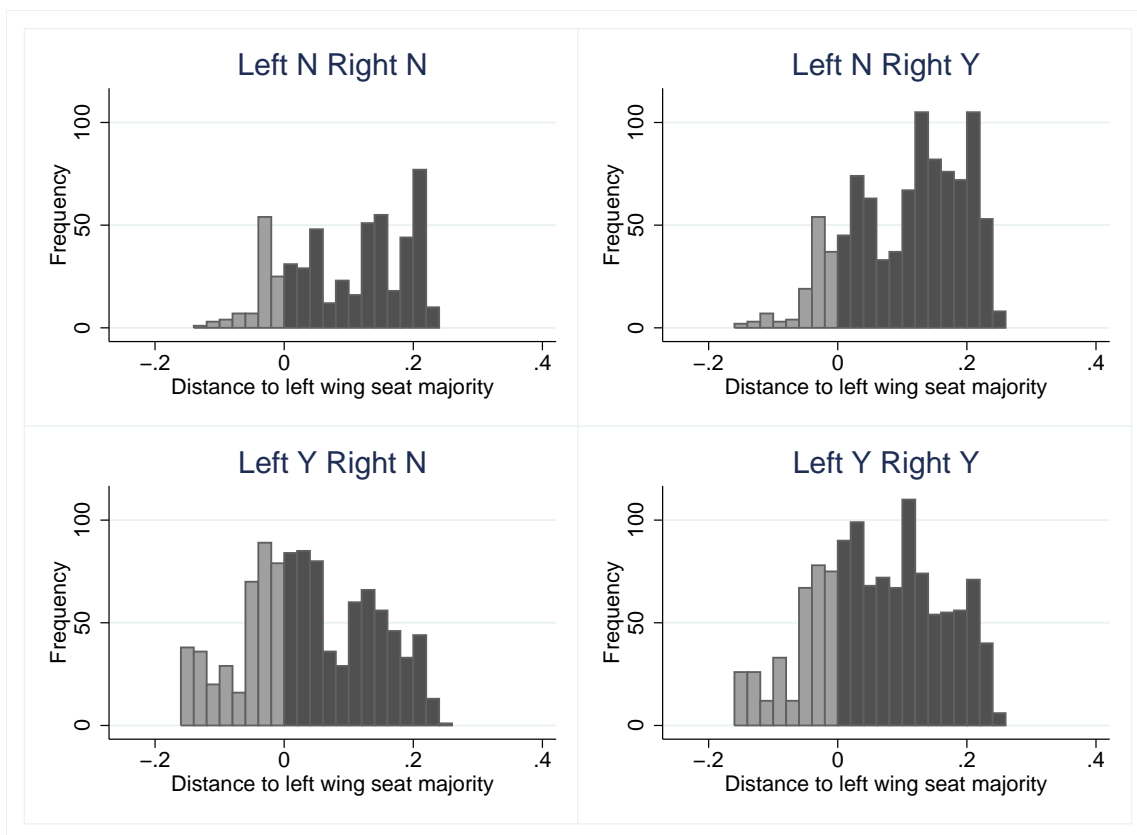 Left N Right N
Frequency
100
50
0
−.2 0 .2 .4
Distance to left wing seat majority
Left N Right Y
Frequency
100
50
0
−.2 0 .2 .4
Distance to left wing seat majority
Left Y Right N
Frequency
100
50
0
−.2 0 .2 .4
Distance to left wing seat majority
Left Y Right Y
Frequency
100
50
0
−.2 0 .2 .4
Distance to left wing seat majority